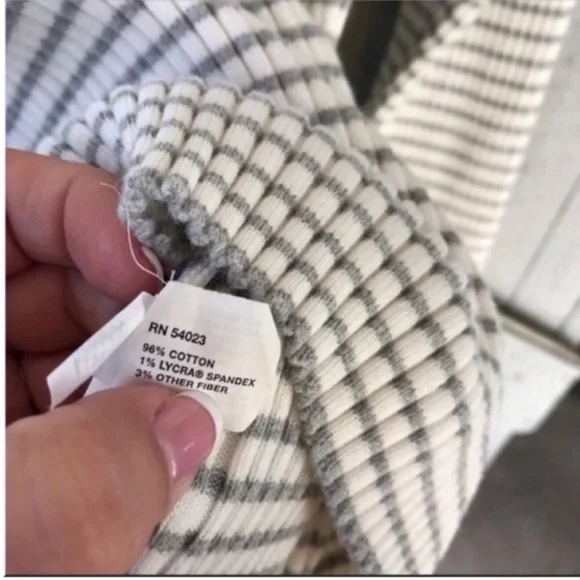 RN 54023
96% COTTON
1% LYCRA® SPANDEX
3% OTHER FIBER